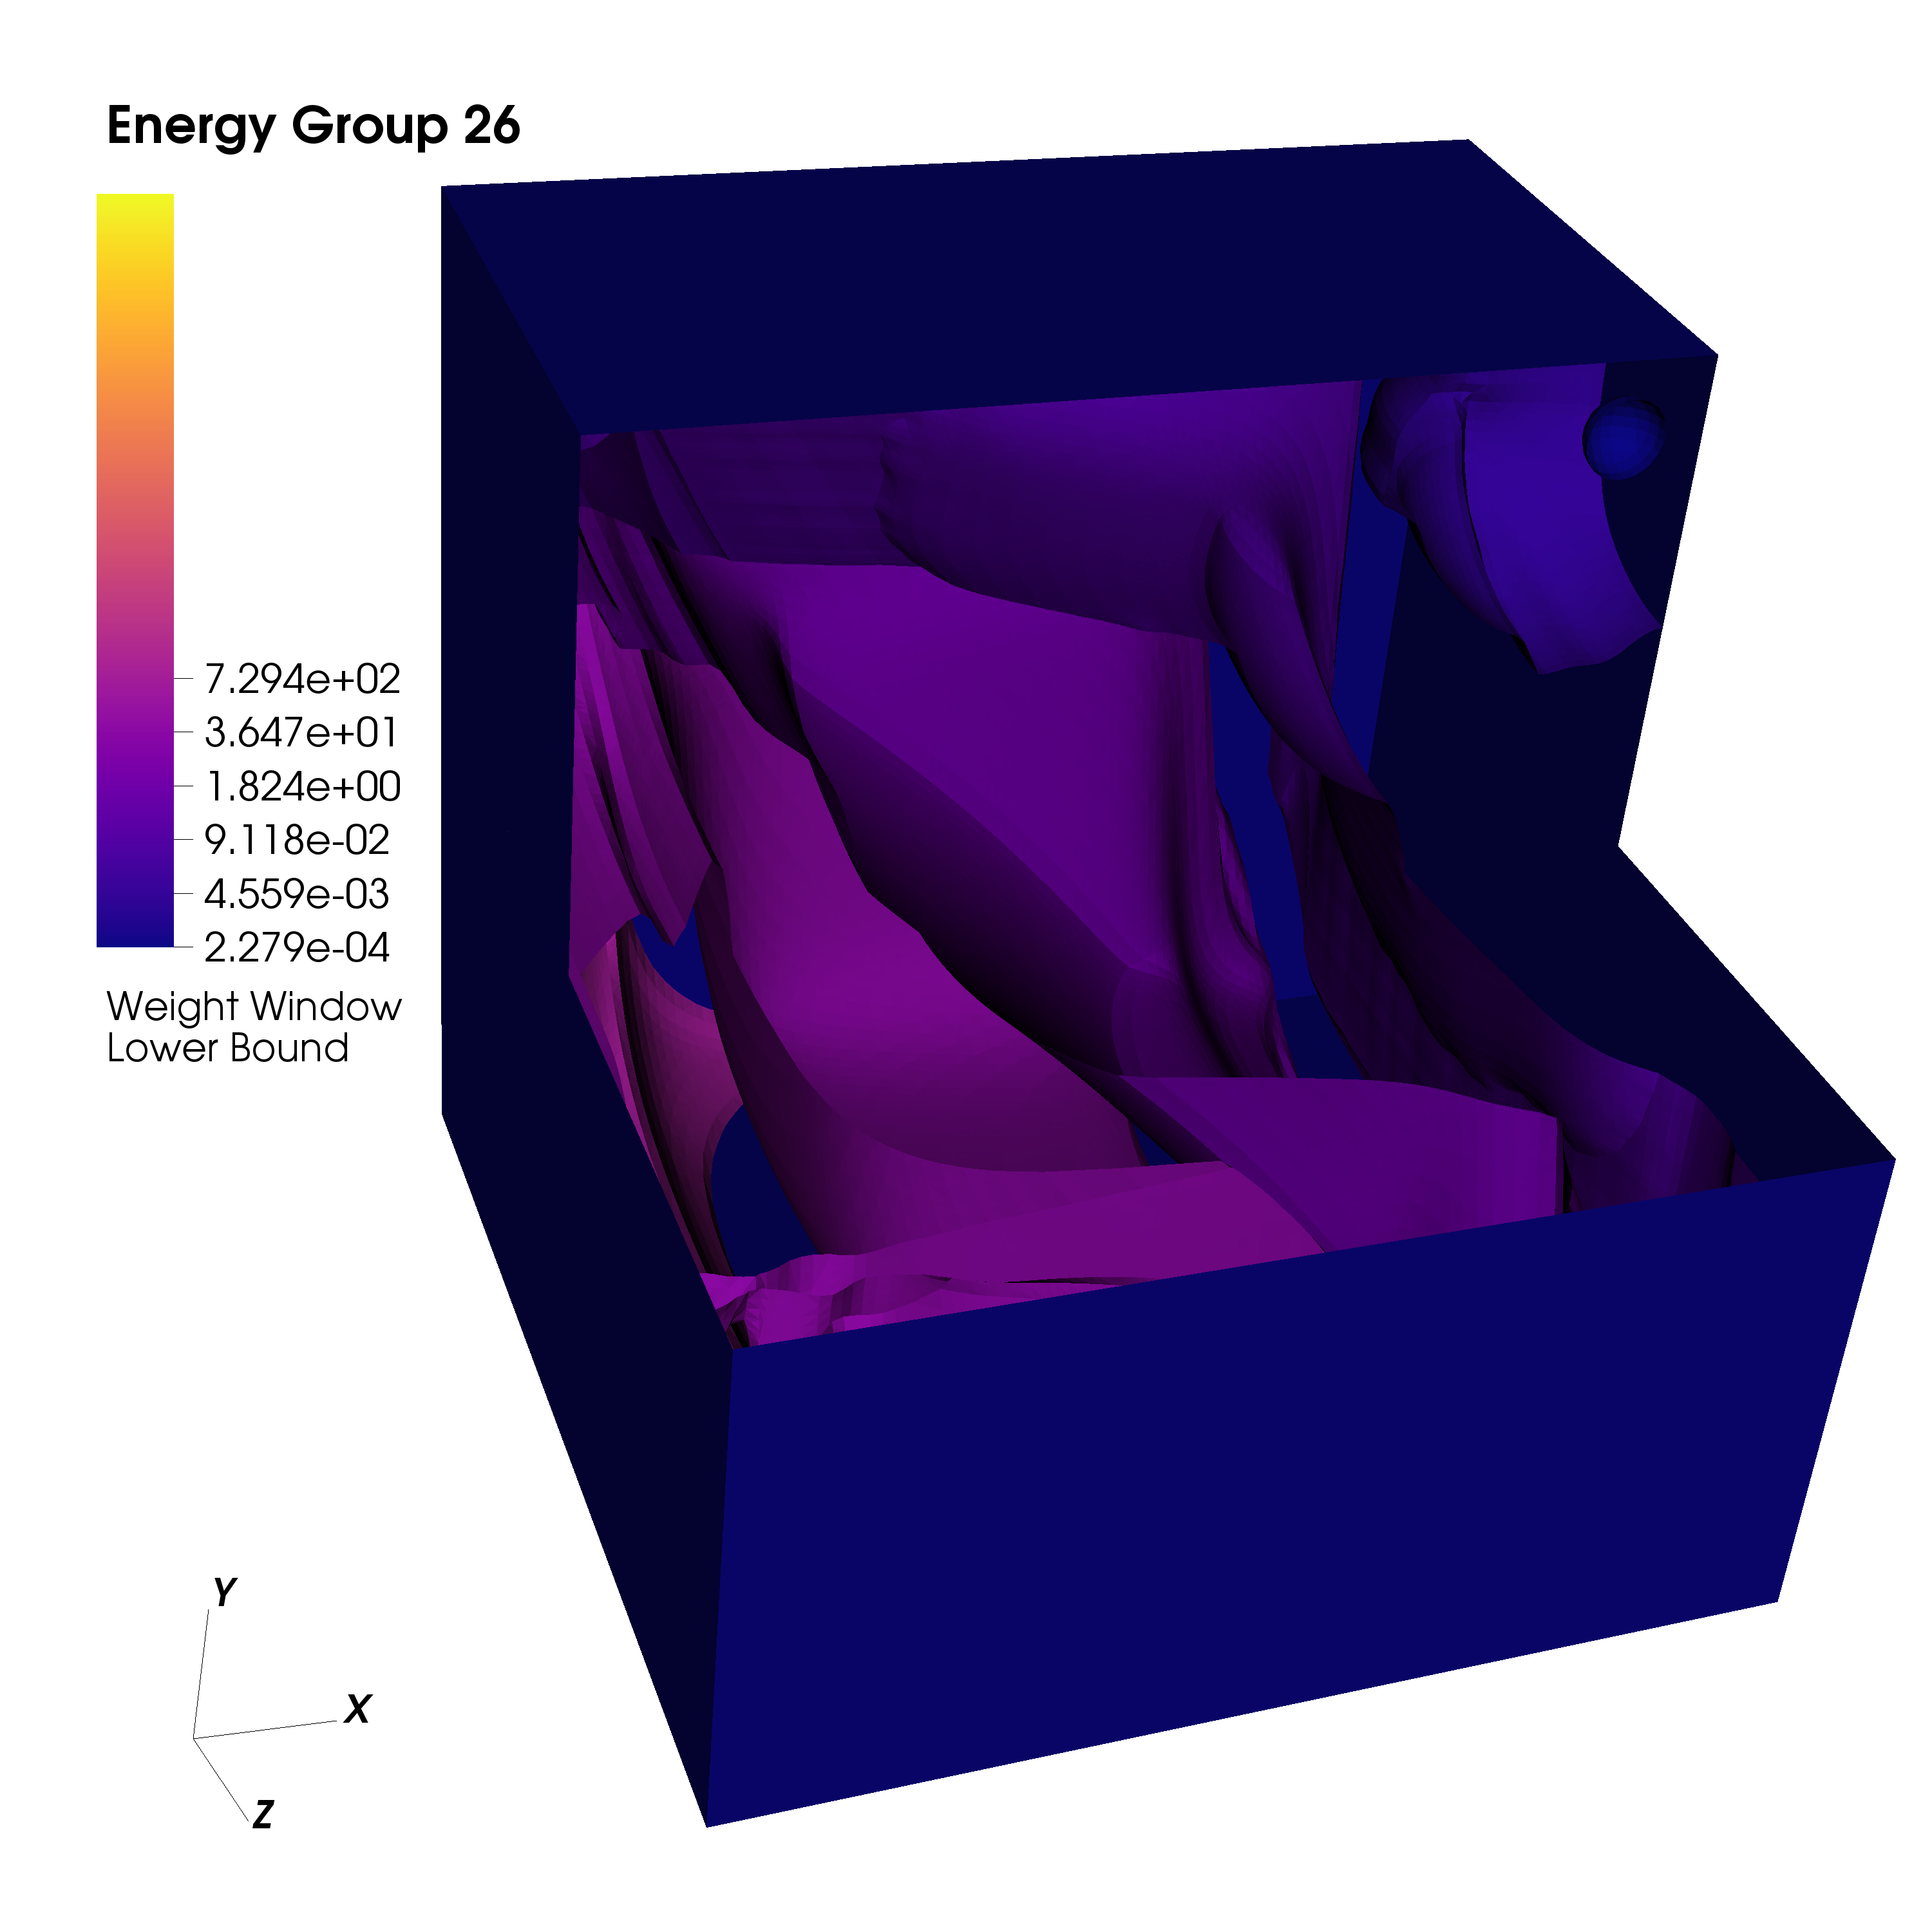 Energy Group 26
7.294e+02
3.647e+01
1.824e+00
9.118e-02
4.559e-03
2.279e-04
Weight Window
Lower Bound
Y
X
Z